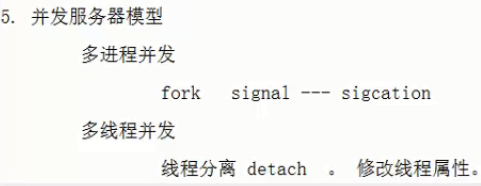 5. 并发服务器模型
多进程并发
fork signal --- sigcation
多线程并发
线程分离 detach 。 修改线程属性。